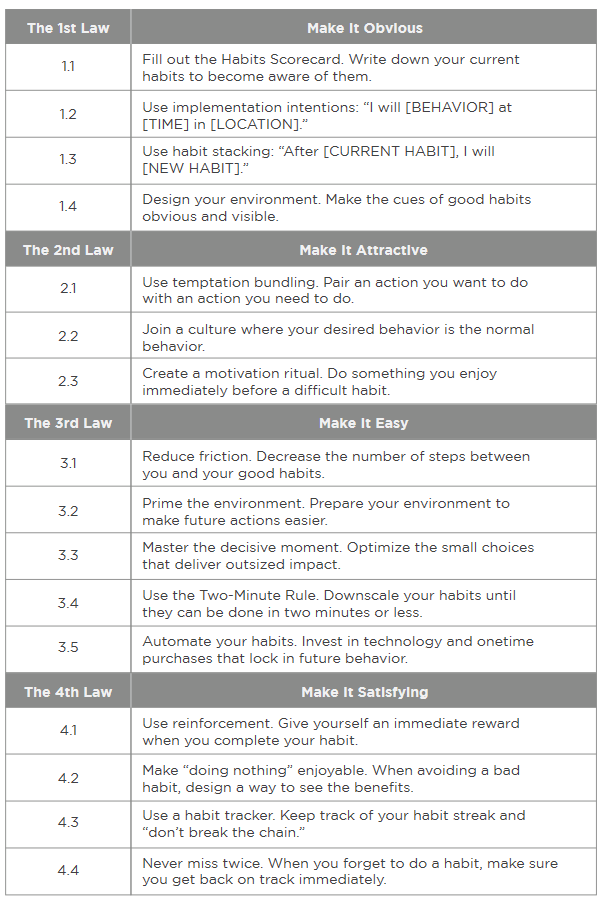 The 1st Law Make It Obvious
1.1 Fill out the Habits Scorecard. Write down your current
habits to become aware of them.
1.2 Use implementation intentions: “I will [BEHAVIOR] at
[TIME] in [LOCATION].”
1.3 Use habit stacking: “After [CURRENT HABIT], I will
[NEW HABIT].”
1.4 Design your environment. Make the cues of good habits
obvious and visible.
The 2nd Law Make It Attractive
2.1 Use temptation bundling. Pair an action you want to do
with an action you need to do.
2.2 Join a culture where your desired behavior is the normal
behavior.
2.3 Create a motivation ritual. Do something you enjoy
immediately before a difficult habit.
The 3rd Law Make It Easy
3.1 Reduce friction. Decrease the number of steps between
you and your good habits.
3.2 Prime the environment. Prepare your environment to
make future actions easier.
3.3 Master the decisive moment. Optimize the small choices
that deliver outsized impact.
3.4 Use the Two-Minute Rule. Downscale your habits until
they can be done in two minutes or less.
3.5 Automate your habits. Invest in technology and onetime
purchases that lock in future behavior.
The 4th Law Make It Satisfying
4.1 Use reinforcement. Give yourself an immediate reward
when you complete your habit.
4.2 Make “doing nothing” enjoyable. When avoiding a bad
habit, design a way to see the benefits.
4.3 Use a habit tracker. Keep track of your habit streak and
“don’t break the chain.”
4.4 Never miss twice. When you forget to do a habit, make sure
you get back on track immediately.